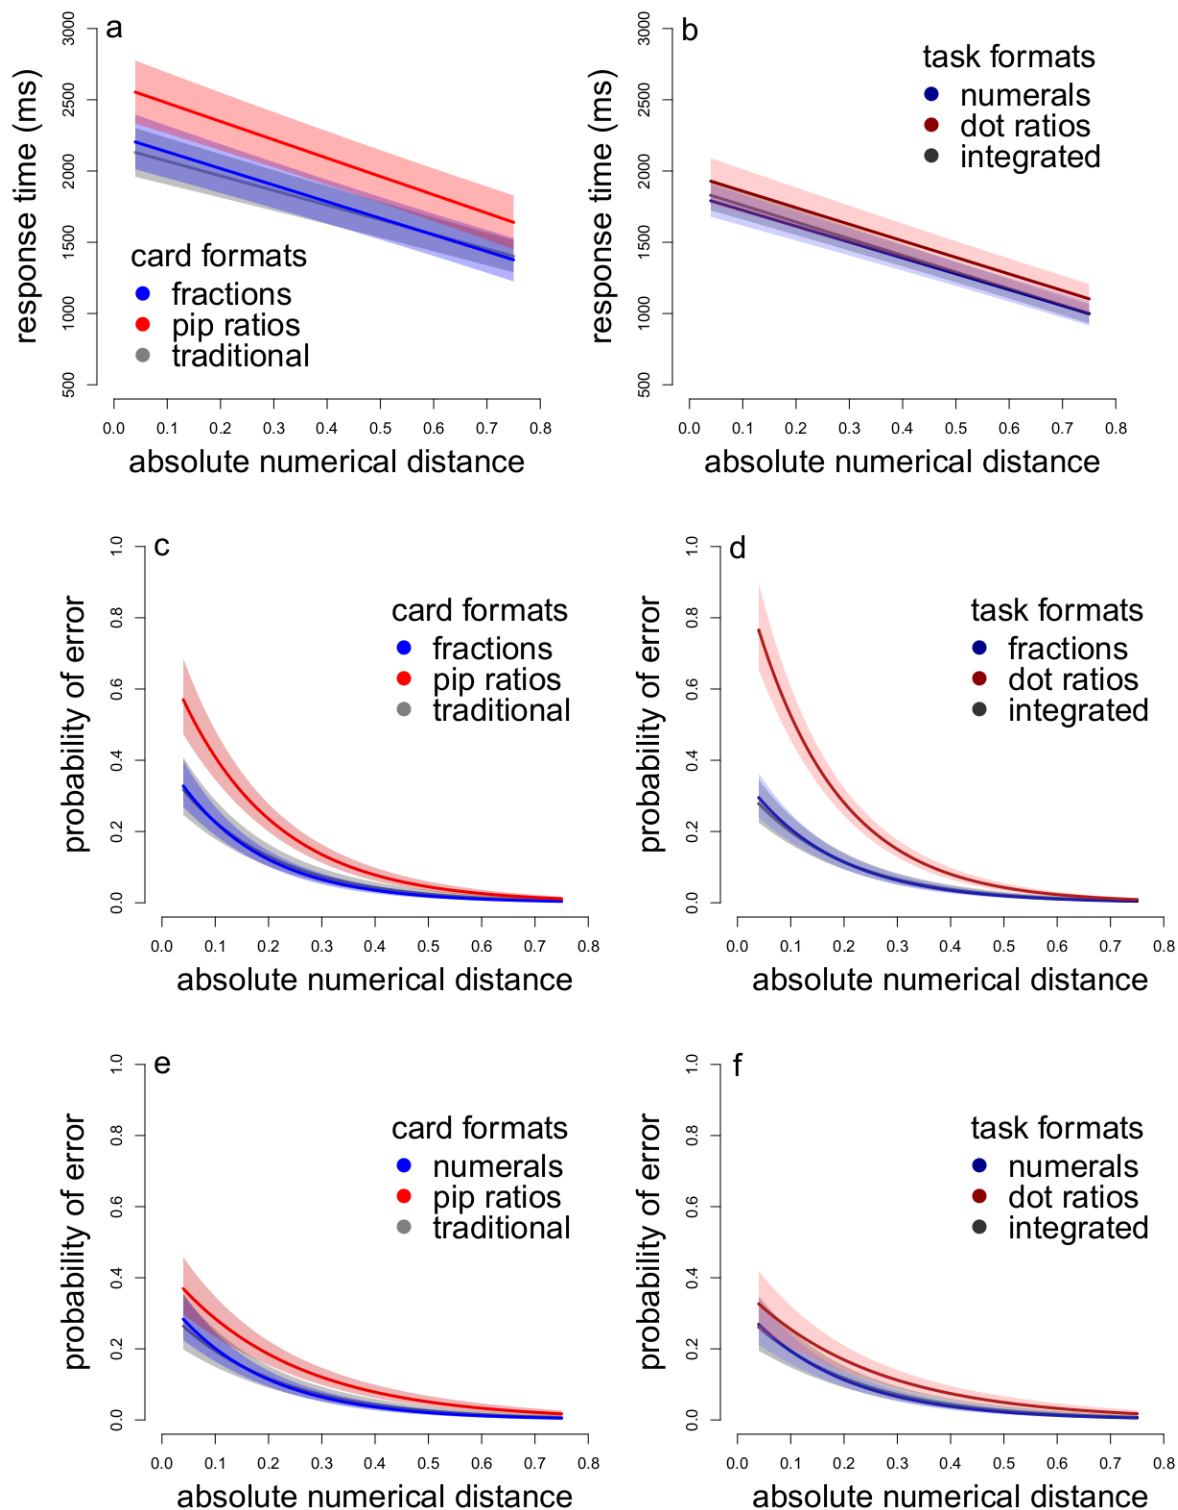 a
response time (ms)
3000
2500
2000
1500
1000
500
card formats
fractions
pip ratios
traditional
0.0 0.1 0.2 0.3 0.4 0.5 0.6 0.7 0.8
absolute numerical distance
b
response time (ms)
3000
2500
2000
1500
1000
500
task formats
numerals
dot ratios
integrated
0.0 0.1 0.2 0.3 0.4 0.5 0.6 0.7 0.8
absolute numerical distance
c
probability of error
1.0
0.8
0.6
0.4
0.2
0.0
card formats
fractions
pip ratios
traditional
0.0 0.1 0.2 0.3 0.4 0.5 0.6 0.7 0.8
absolute numerical distance
d
probability of error
1.0
0.8
0.6
0.4
0.2
0.0
task formats
fractions
dot ratios
integrated
0.0 0.1 0.2 0.3 0.4 0.5 0.6 0.7 0.8
absolute numerical distance
e
probability of error
1.0
0.8
0.6
0.4
0.2
0.0
card formats
numerals
pip ratios
traditional
0.0 0.1 0.2 0.3 0.4 0.5 0.6 0.7 0.8
absolute numerical distance
f
probability of error
1.0
0.8
0.6
0.4
0.2
0.0
task formats
numerals
dot ratios
integrated
0.0 0.1 0.2 0.3 0.4 0.5 0.6 0.7 0.8
absolute numerical distance